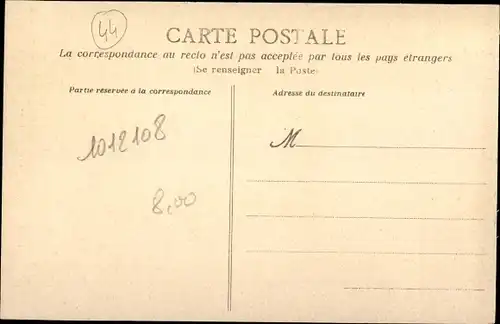 44
CARTE POSTALE
La correspondance au recto n'est pas acceptée par tous les pays étrangers
(Se renseigner la Poste)
Partie réservée à la correspondance
Adresse du destinataire
M
1012108
8,00